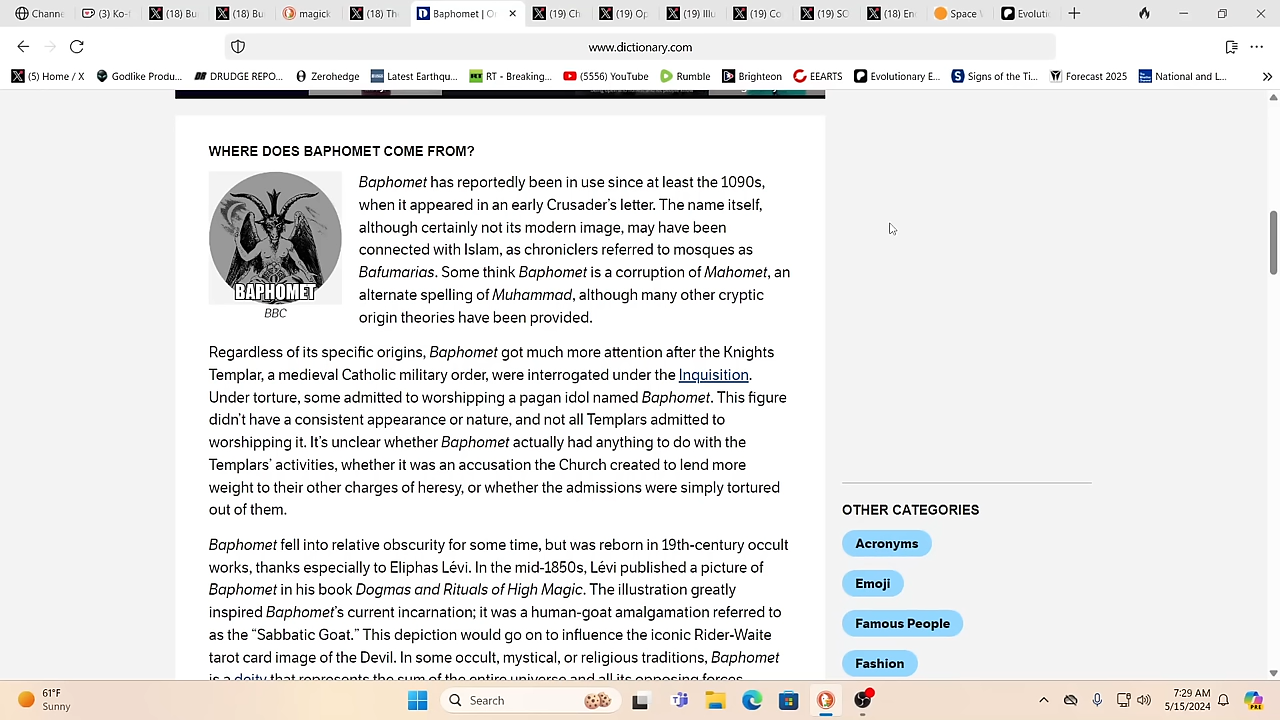 Channe
(3) Ko-f
(18) Bu
(18) Bu
magick
(18) Th
Baphomet | O
(19) Ch
(19) Op
(19) Illu
(19) Co
(19) S
(18) En
Space
Evoluti
www.dictionary.com
(5) Home / X
Godlike Produ...
DRUDGE REPO...
Zerohedge
Latest Earthqu...
RT - Breaking...
(5556) YouTube
Rumble
Brighteon
EEARTS
Evolutionary E...
Signs of the Ti...
Forecast 2025
National and L...
WHERE DOES BAPHOMET COME FROM?
BAPHOMET
BBC
Baphomet has reportedly been in use since at least the 1090s,
when it appeared in an early Crusader's letter. The name itself,
although certainly not its modern image, may have been
connected with Islam, as chroniclers referred to mosques as
Bafumarias. Some think Baphomet is a corruption of Mahomet, an
alternate spelling of Muhammad, although many other cryptic
origin theories have been provided.
Regardless of its specific origins, Baphomet got much more attention after the Knights
Templar, a medieval Catholic military order, were interrogated under the Inquisition.
Under torture, some admitted to worshipping a pagan idol named Baphomet. This figure
didn't have a consistent appearance or nature, and not all Templars admitted to
worshipping it. It's unclear whether Baphomet actually had anything to do with the
Templars' activities, whether it was an accusation the Church created to lend more
weight to their other charges of heresy, or whether the admissions were simply tortured
out of them.
Baphomet fell into relative obscurity for some time, but was reborn in 19th-century occult
works, thanks especially to Eliphas Lévi. In the mid-1850s, Lévi published a picture of
Baphomet in his book Dogmas and Rituals of High Magic. The illustration greatly
inspired Baphomet's current incarnation; it was a human-goat amalgamation referred to
as the “Sabbatic Goat.” This depiction would go on to influence the iconic Rider-Waite
tarot card image of the Devil. In some occult, mystical, or religious traditions, Baphomet
is a deity that represents the sum of the entire universe and all its opposing forces
OTHER CATEGORIES
Acronyms
Emoji
Famous People
Fashion
61°F
Sunny
Search
7:29 AM
5/15/2024